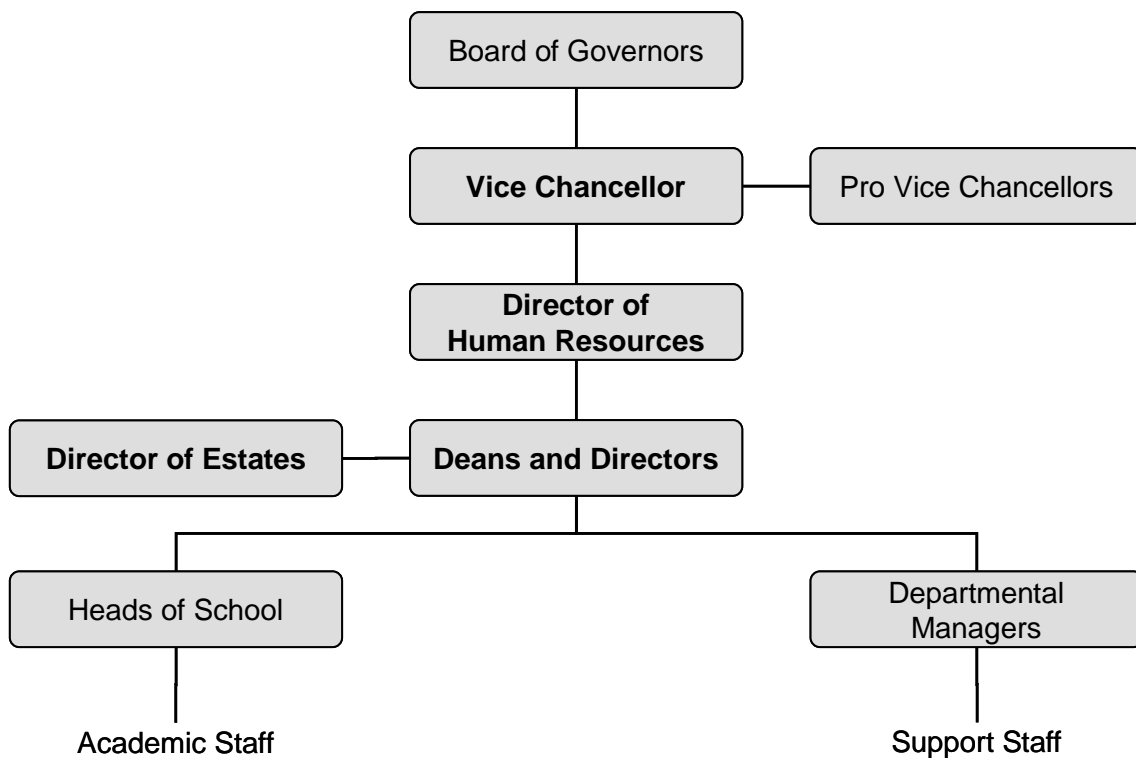 Board of Governors
Vice Chancellor
Pro Vice Chancellors
Director of
Human Resources
Director of Estates
Deans and Directors
Heads of School
Departmental
Managers
Academic Staff
Support Staff